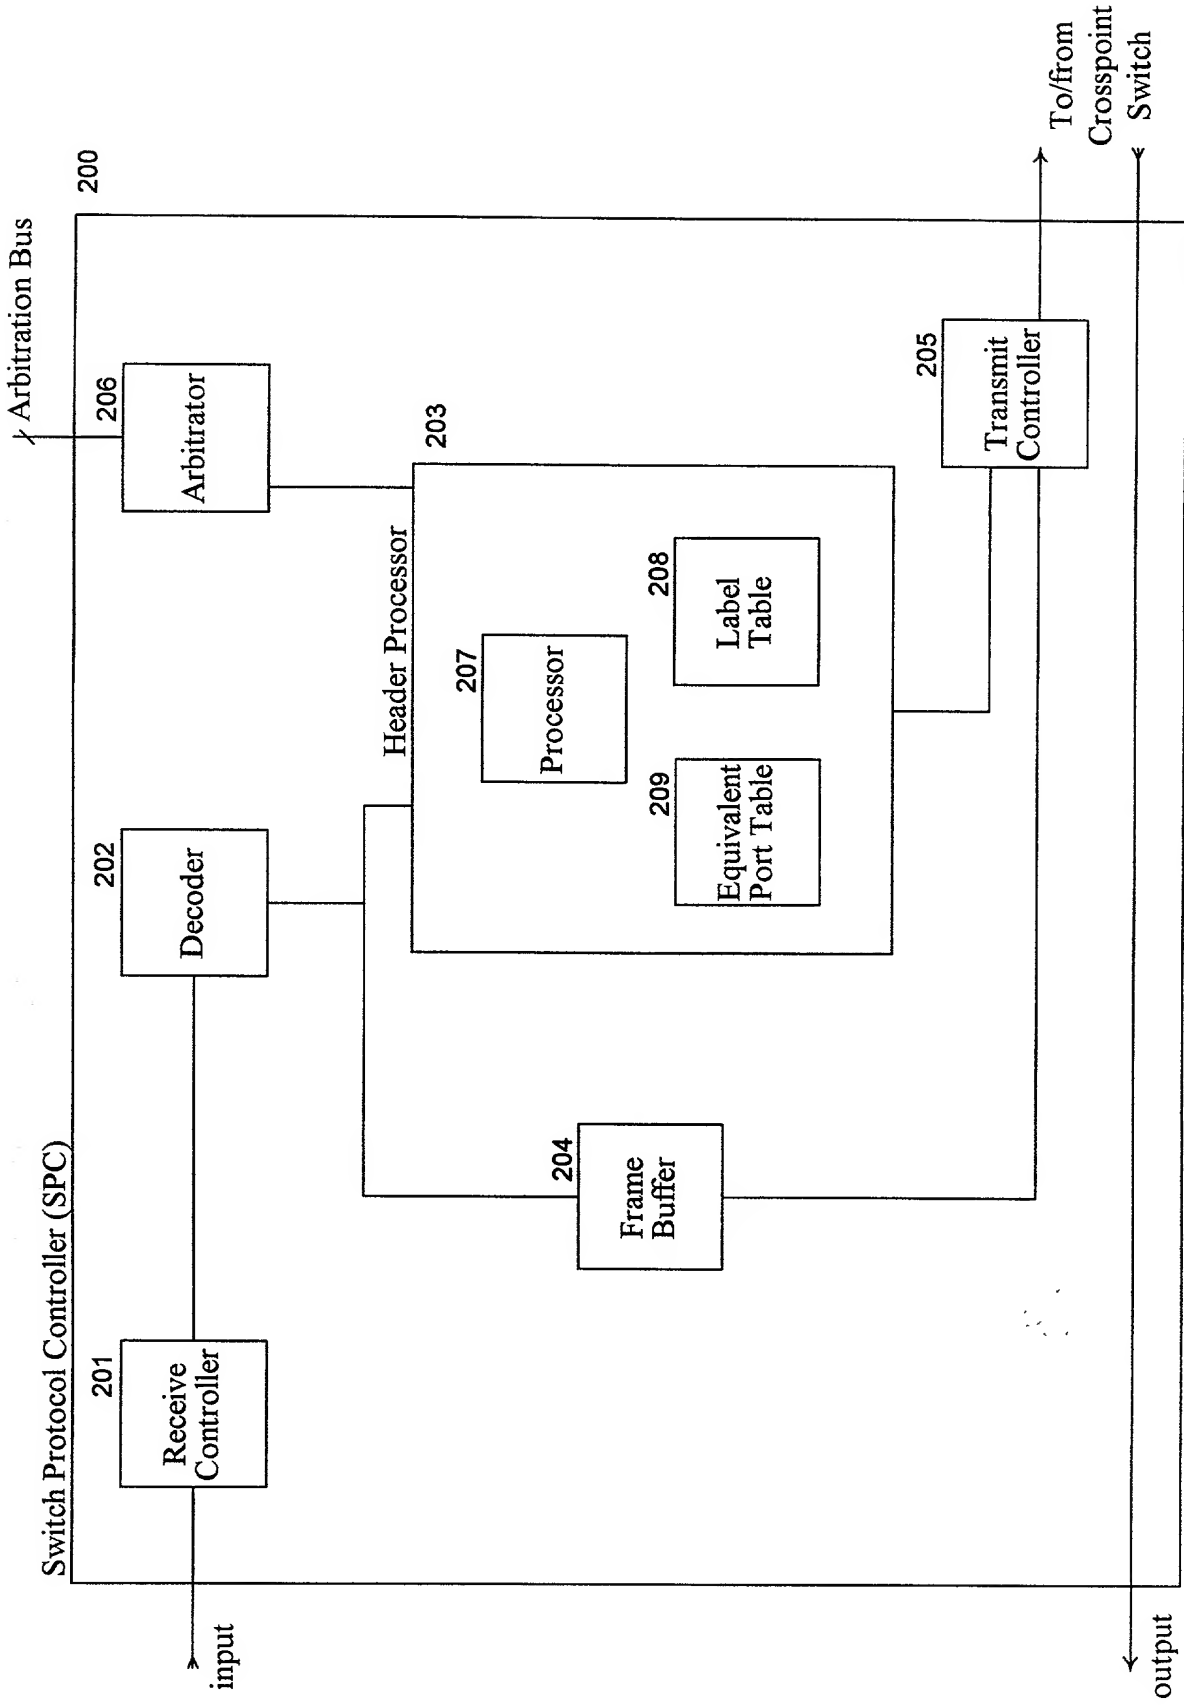 Arbitration Bus
200
Switch Protocol Controller (SPC)
201
Receive
Controller
202
Decoder
206
Arbitrator
input
Header Processor
203
207
Processor
204
Frame
Buffer
209
Equivalent
Port Table
208
Label
Table
205
Transmit
Controller
To/from
Crosspoint
Switch
output